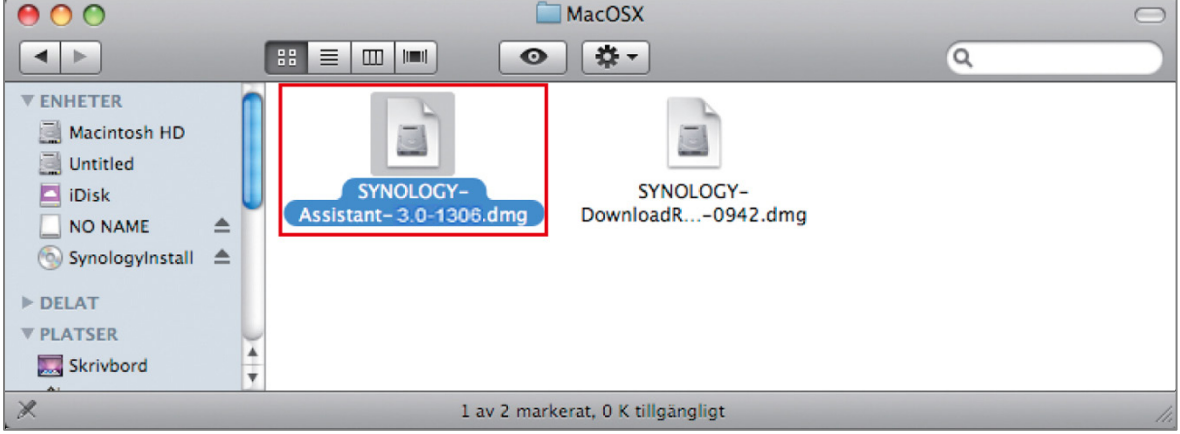 MacOSX
ENHETER
Macintosh HD
Untitled
iDisk
NO NAME
SynologyInstall
DELAT
PLATSER
Skrivbord
SYNOLOGY-
Assistant-3.0-1306.dmg
SYNOLOGY-
DownloadR...-0942.dmg
1 av 2 markerat, 0 K tillgängligt